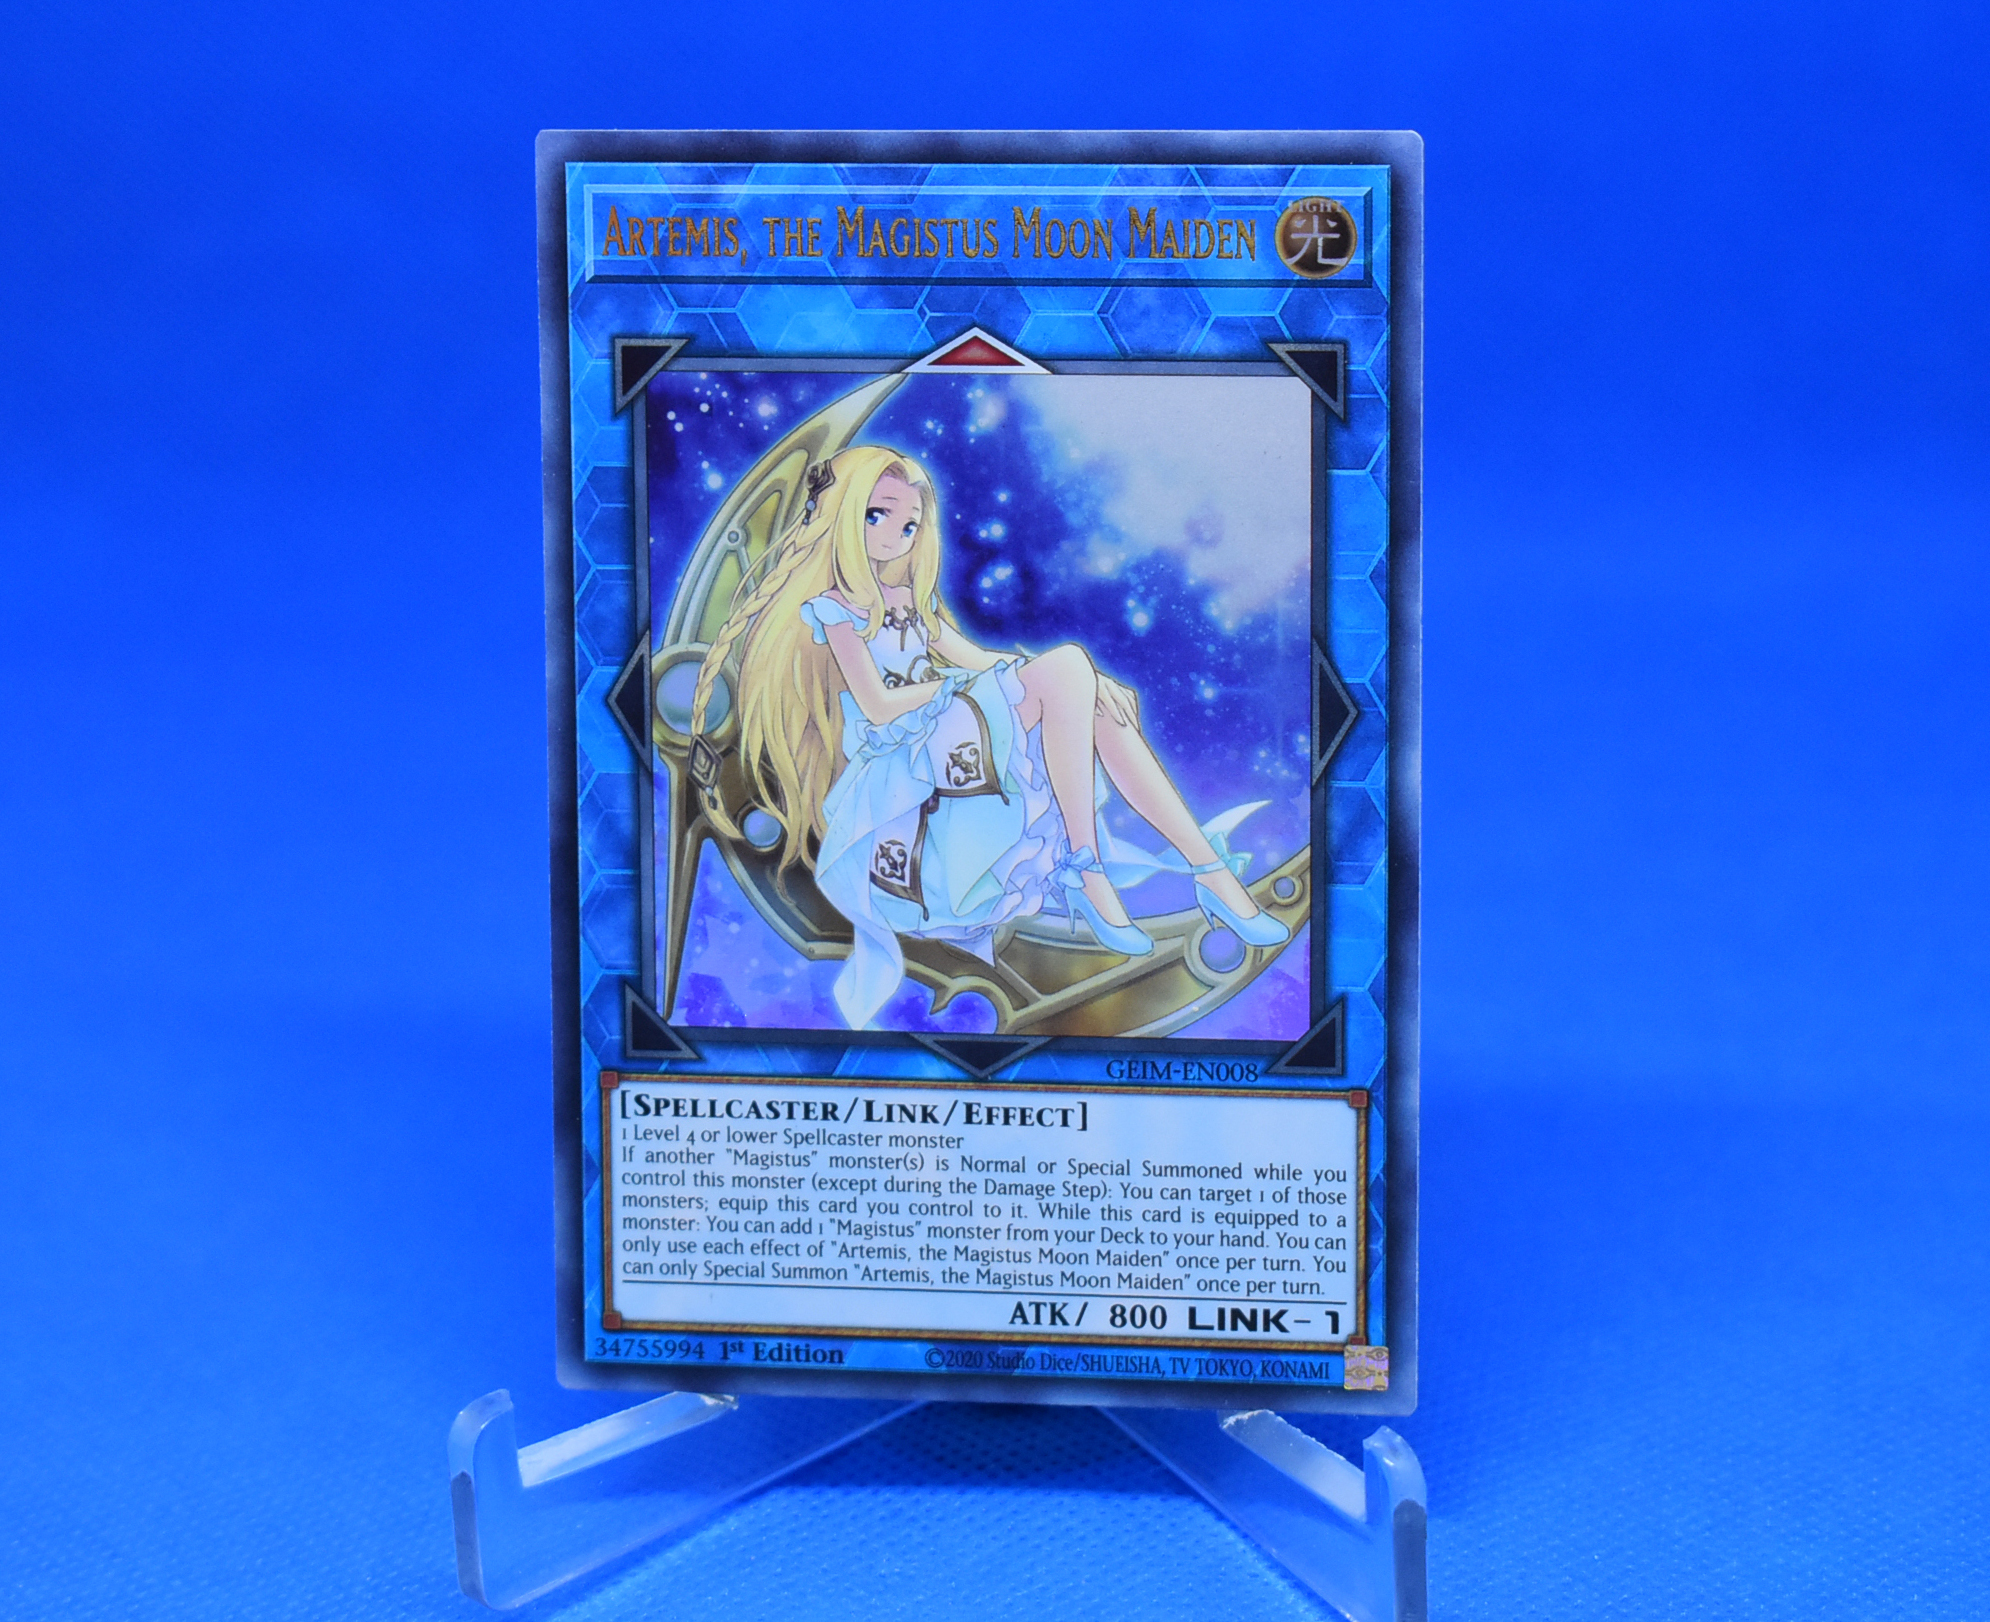 Artemis, the Magistus Moon Maiden
LIGHT
光
GEIM-EN008
[Spellcaster/Link/Effect]
1 Level 4 or lower Spellcaster monster
If another "Magistus" monster(s) is Normal or Special Summoned while you
control this monster (except during the Damage Step): You can target 1 of those
monsters; equip this card you control to it. While this card is equipped to a
monster: You can add 1 "Magistus" monster from your Deck to your hand. You can
only use each effect of "Artemis, the Magistus Moon Maiden" once per turn. You
can only Special Summon "Artemis, the Magistus Moon Maiden" once per turn.
ATK/ 800 LINK-1
34755994 1st Edition ©2020 Studio Dice/SHUEISHA, TV TOKYO, KONAMI